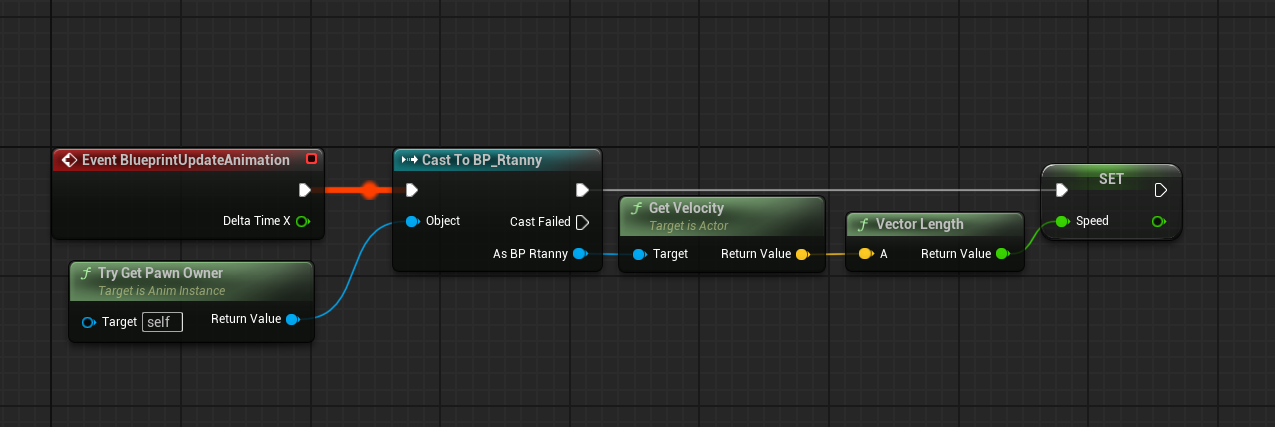 Event BlueprintUpdateAnimation
Delta Time X
Try Get Pawn Owner
Target is Anim Instance
Target self
Return Value
Cast To BP_Rtanny
Object
Cast Failed
As BP Rtanny
Get Velocity
Target is Actor
Target
Return Value
Vector Length
A
Return Value
SET
Speed